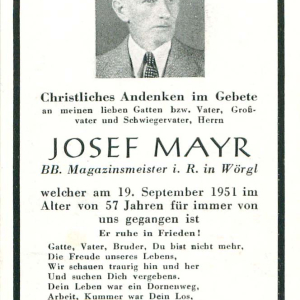 Christliches Andenken im Gebete
an meinen lieben Gatten bzw. Vater, Groß-
vater und Schwiegervater, Herrn
JOSEF MAYR
BB. Magazinsmeister i. R. in Wörgl
welcher am 19. September 1951 im
Alter von 57 Jahren für immer von
uns gegangen ist
Er ruhe in Frieden!
Gatte, Vater, Bruder, Du bist nicht mehr,
Die Freude unseres Lebens,
Wir schauen traurig hin und her
Und suchen Dich vergebens.
Dein Leben war ein Dornenweg,
Arbeit, Kummer war Dein Los,